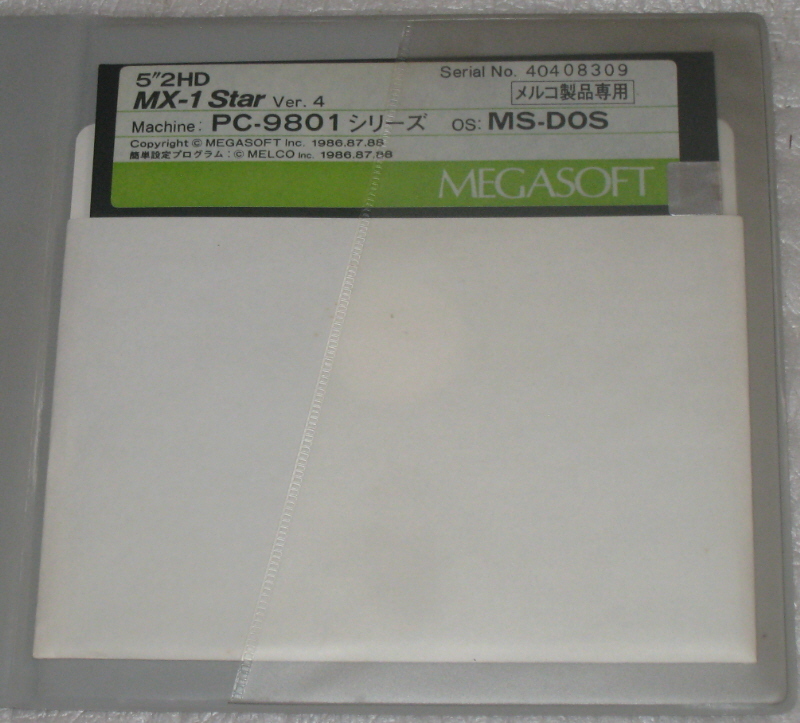 5"2HD
Serial No. 40408309
MX-1 Star Ver. 4
メルコ製品専用
Machine: PC-9801 シリーズ OS: MS-DOS
Copyright © MEGASOFT Inc. 1986.87.88
簡単設定プログラム:© MELCO Inc. 1986.87.88
MEGASOFT